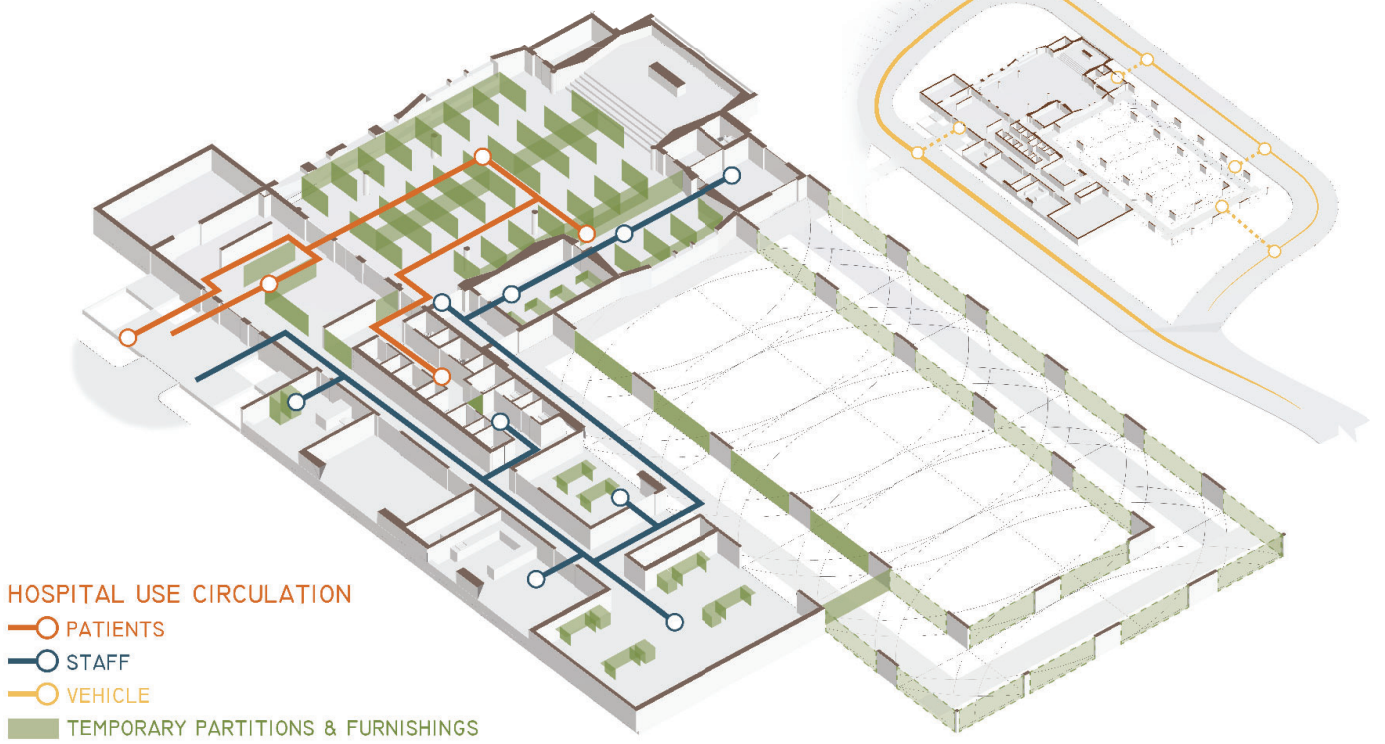 HOSPITAL USE CIRCULATION
PATIENTS
STAFF
VEHICLE
TEMPORARY PARTITIONS & FURNISHINGS